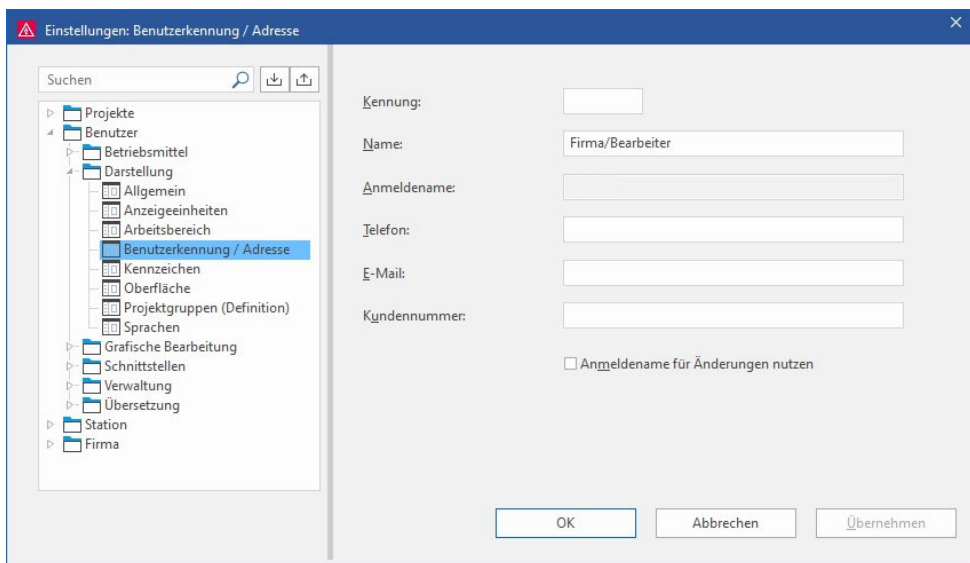 Einstellungen: Benutzerkennung / Adresse
Suchen
Projekte
Benutzer
Betriebsmittel
Darstellung
Allgemein
Anzeigeeinheiten
Arbeitsbereich
Benutzerkennung / Adresse
Kennzeichen
Oberfläche
Projektgruppen (Definition)
Sprachen
Grafische Bearbeitung
Schnittstellen
Verwaltung
Übersetzung
Station
Firma
Kennung:
Name: Firma/Bearbeiter
Anmeldename:
Telefon:
E-Mail:
Kundennummer:
Anmeldename für Änderungen nutzen
OK Abbrechen Übernehmen